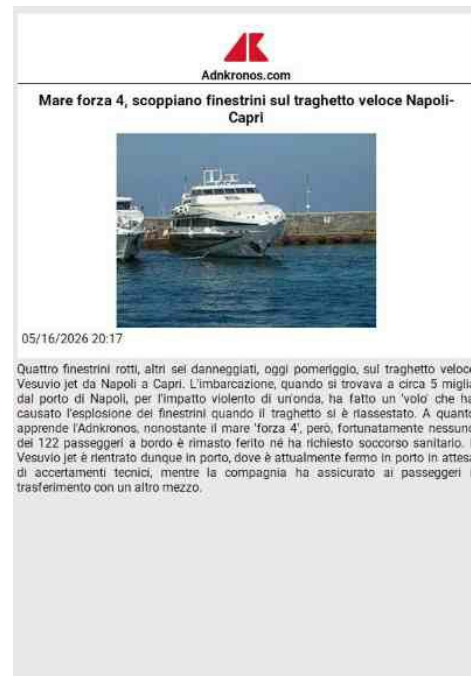 Adnkronos.com
Mare forza 4, scoppiano finestrini sul traghetto veloce Napoli-
Capri
05/16/2026 20:17
Quattro finestrini rotti, altri sei danneggiati, oggi pomeriggio, sul traghetto veloce
Vesuvio jet da Napoli a Capri. L'imbarcazione, quando si trovava a circa 5 miglia
dal porto di Napoli, per l'impatto violento di un'onda, ha fatto un 'volo' che ha
causato l'esplosione dei finestrini quando il traghetto si è riassestato. A quanto
apprende l'Adnkronos, nonostante il mare 'forza 4', però, fortunatamente nessuno
dei 122 passeggeri a bordo è rimasto ferito né ha richiesto soccorso sanitario.
Vesuvio jet è rientrato dunque in porto, dove è attualmente fermo in porto in attesa
di accertamenti tecnici, mentre la compagnia ha assicurato ai passeggeri
trasferimento con un altro mezzo.